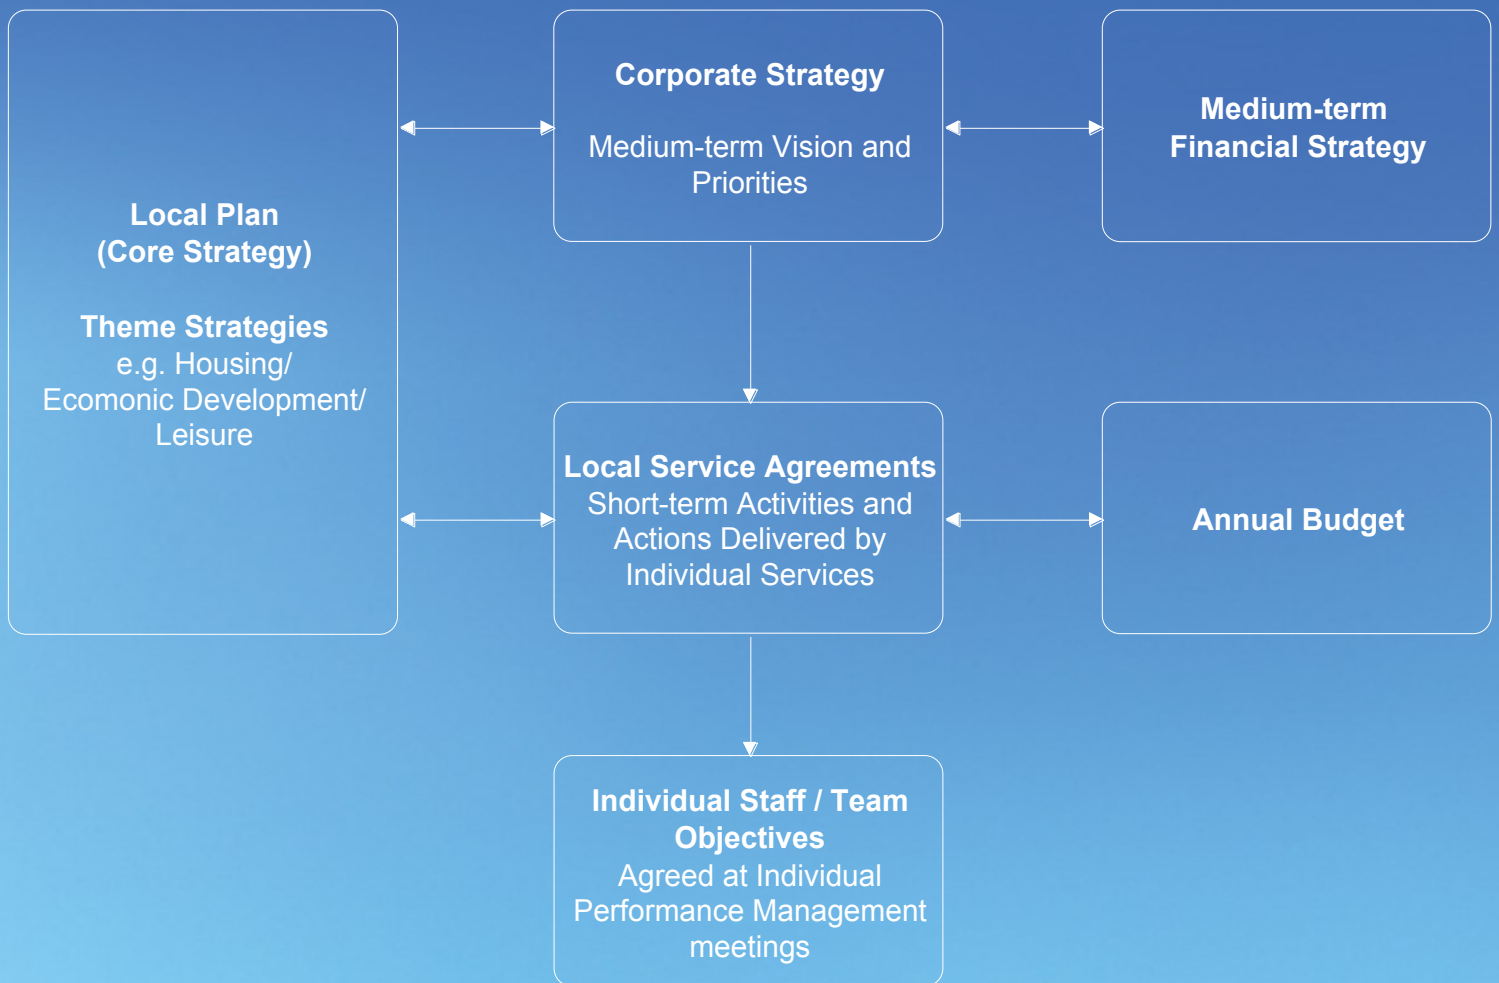 Local Plan
(Core Strategy)
Theme Strategies
e.g. Housing/
Ecomonic Development/
Leisure
Corporate Strategy
Medium-term Vision and
Priorities
Medium-term
Financial Strategy
Local Service Agreements
Short-term Activities and
Actions Delivered by
Individual Services
Annual Budget
Individual Staff / Team
Objectives
Agreed at Individual
Performance Management
meetings